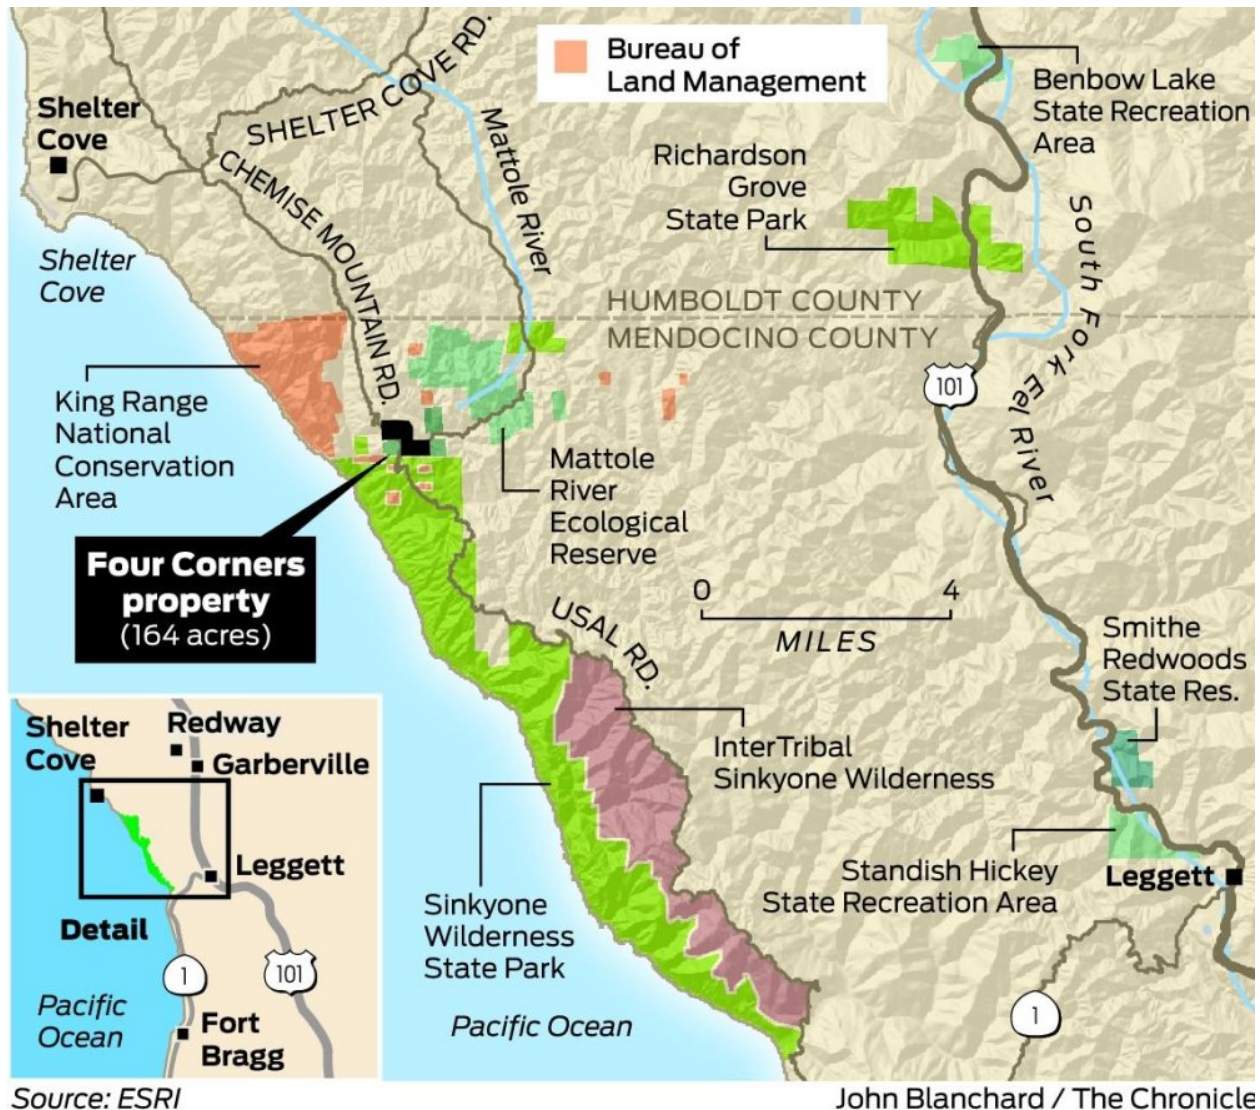 Bureau of
Land Management
Shelter
Cove
SHELTER COVE RD.
CHEMISE MOUNTAIN RD.
Mattole River
Benbow Lake
State Recreation
Area
Richardson
Grove
State Park
South Fork Eel River
Shelter
Cove
HUMBOLDT COUNTY
MENDOCINO COUNTY
101
King Range
National
Conservation
Area
Mattole
River
Ecological
Reserve
Four Corners
property
(164 acres)
0 4
MILES
USAL RD.
Smithe
Redwoods
State Res.
InterTribal
Sinkyone Wilderness
Standish Hickey
State Recreation Area
Leggett
Sinkyone
Wilderness
State Park
Pacific Ocean
1
Shelter
Cove
Redway
Garberville
Leggett
Detail
1
101
Pacific
Ocean
Fort
Bragg
Source: ESRI
John Blanchard / The Chronicle